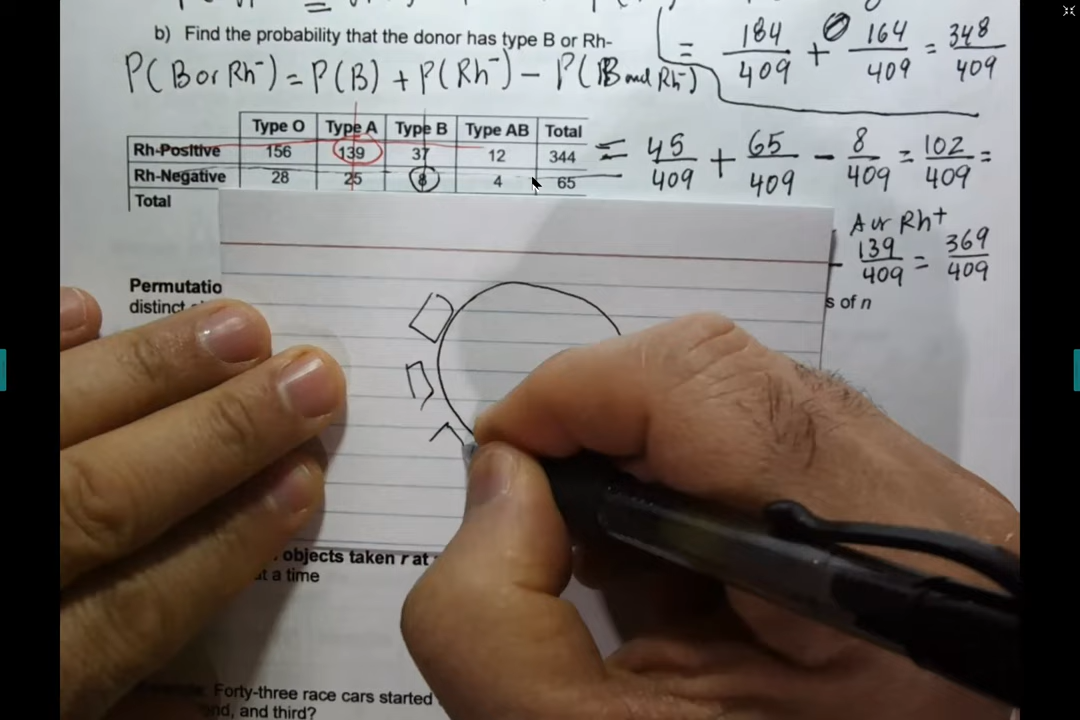 b) Find the probability that the donor has type B or Rh-
P(B or Rh⁻) = P(B) + P(Rh⁻) - P(B and Rh⁻)
= 184/409 + 164/409 = 348/409
Type O Type A Type B Type AB Total
Rh-Positive 156 139 37 12 344
Rh-Negative 28 25 8 4 65
Total
= 45/409 + 65/409 - 8/409 = 102/409 =
A or Rh⁺
- 139/409 = 369/409
Permutatio
distinct s of n
objects taken r at
at a time
Forty-three race cars started
and third?